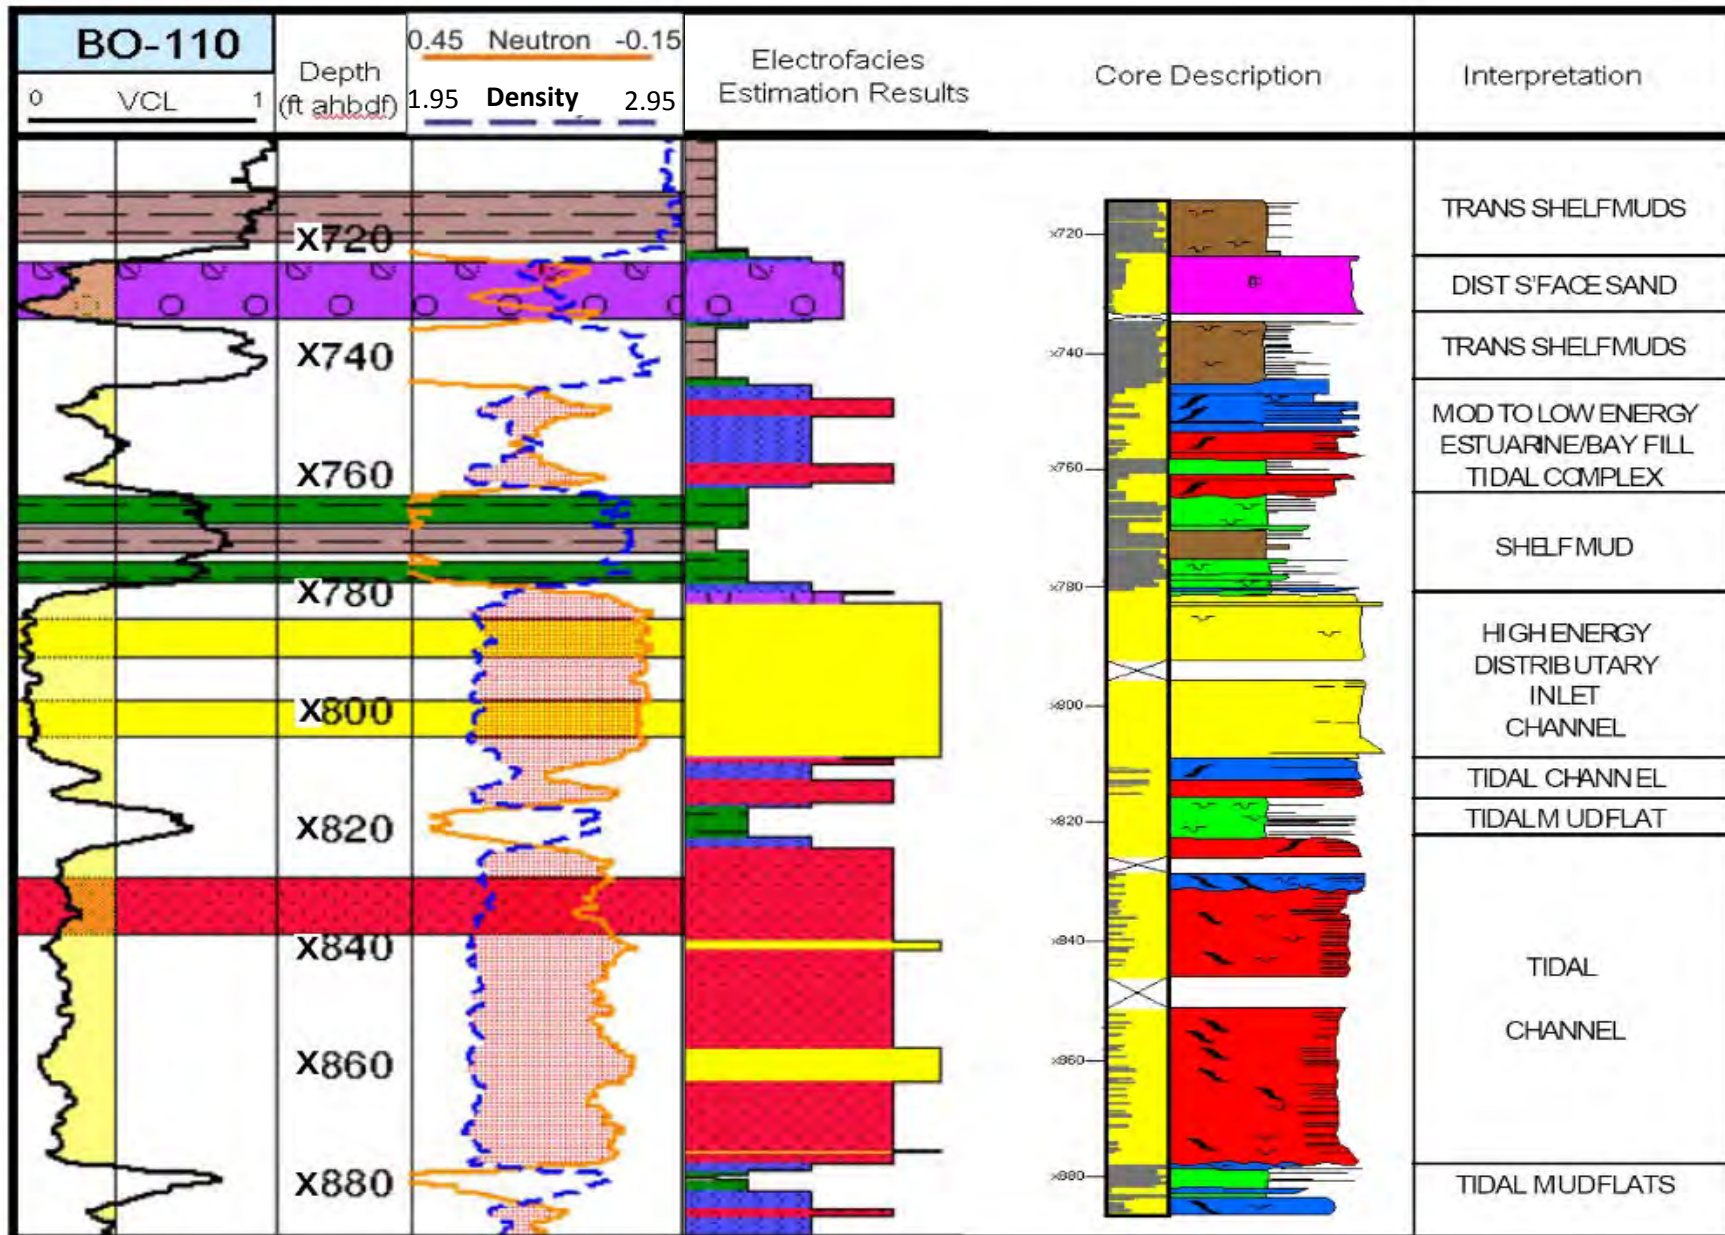 BO-110
0 VCL 1
Depth
(ft ahbdf)
0.45 Neutron -0.15
1.95 Density 2.95
Electrofacies
Estimation Results
Core Description
Interpretation
X720
X740
X760
X780
X800
X820
X840
X860
X880
x720
x740
x760
x780
x800
x820
x840
x860
x880
TRANS SHELFMUDS
DIST S'FACE SAND
TRANS SHELFMUDS
MOD TO LOW ENERGY
ESTUARINE/BAY FILL
TIDAL COMPLEX
SHELF MUD
HIGH ENERGY
DISTRIBUTARY
INLET
CHANNEL
TIDAL CHANNEL
TIDAL MUDFLAT
TIDAL
CHANNEL
TIDAL MUDFLATS